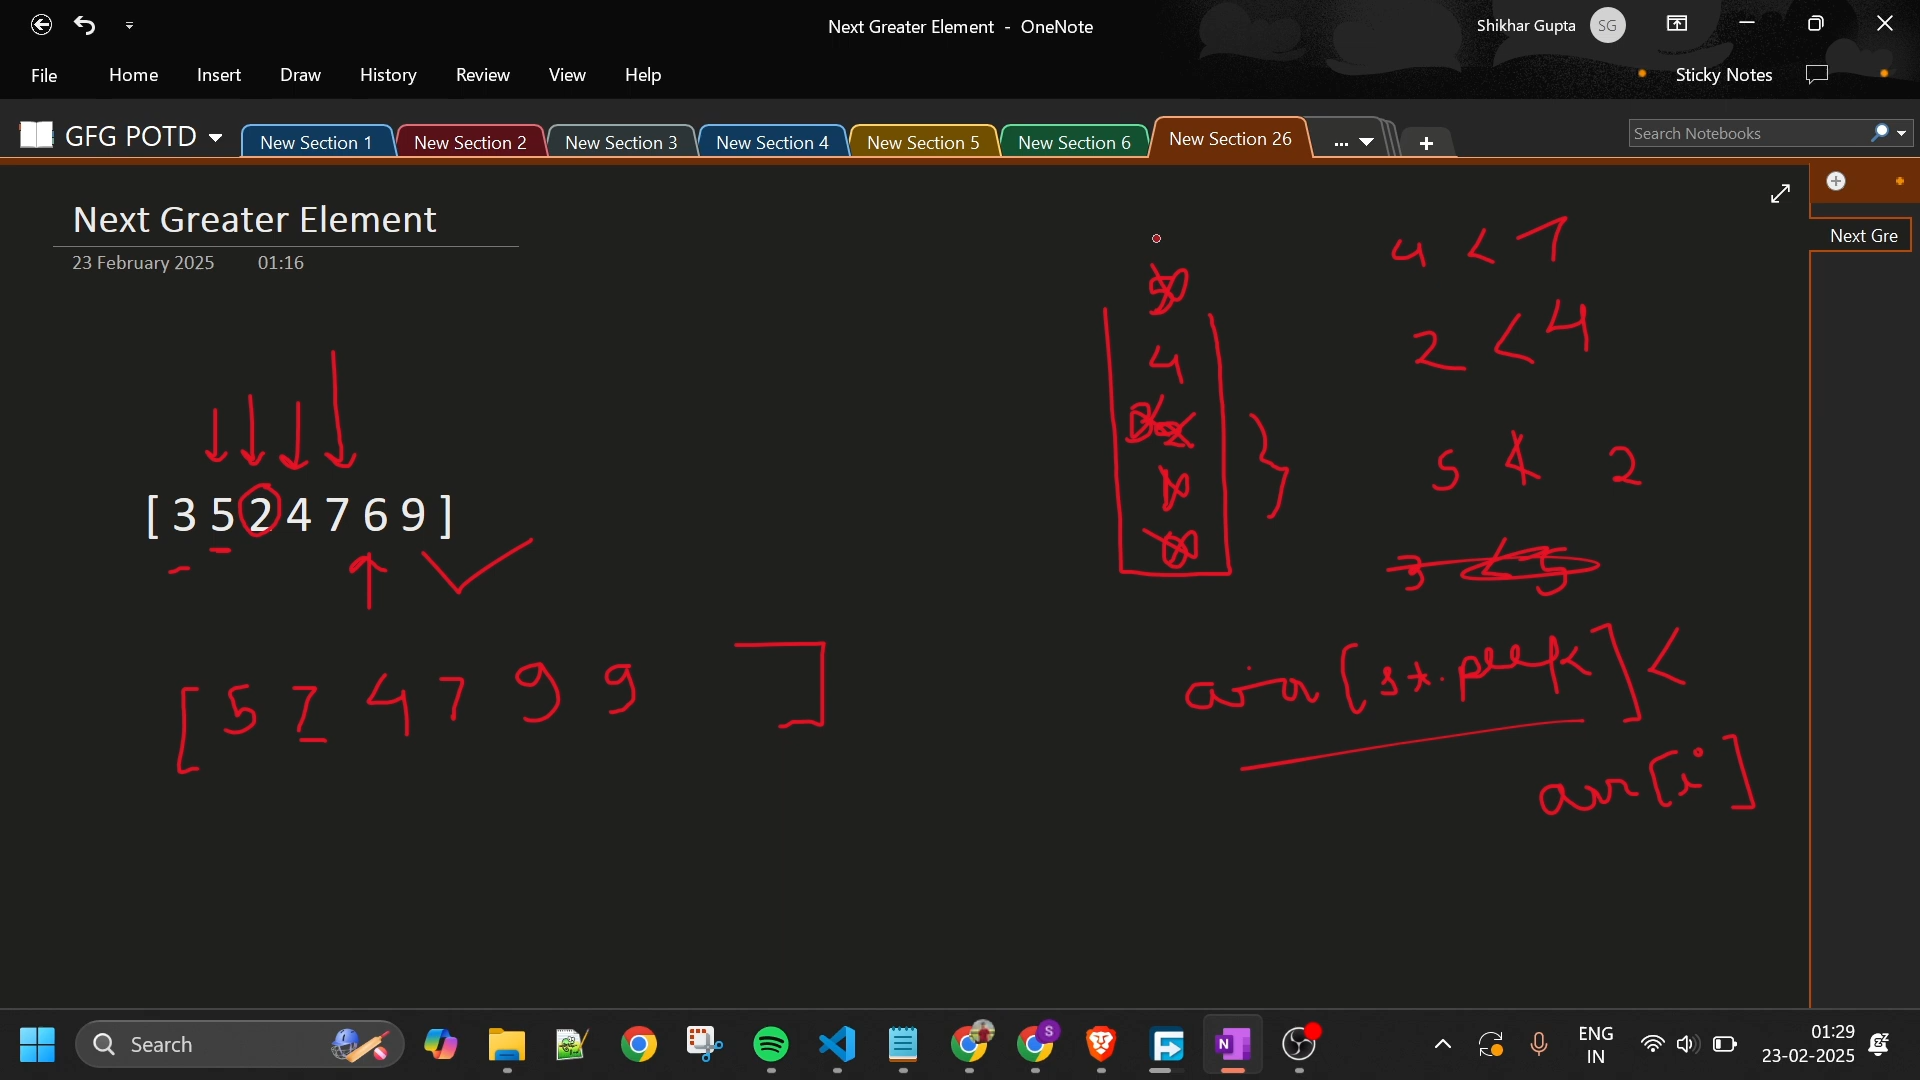 Next Greater Element - OneNote
Shikhar Gupta SG
File Home Insert Draw History Review View Help
Sticky Notes
GFG POTD
New Section 1 New Section 2 New Section 3 New Section 4 New Section 5 New Section 6 New Section 26 ... +
Search Notebooks
Next Gre
Next Greater Element
23 February 2025 01:16
4 < 7
4
2 < 4
5 2
[ 3 5 2 4 7 6 9 ]
3 < 5
[ 5 7 4 7 9 9 ]
arr [st.peek] <
arr[i]
Search
N
S
ENG
IN
01:29
23-02-2025